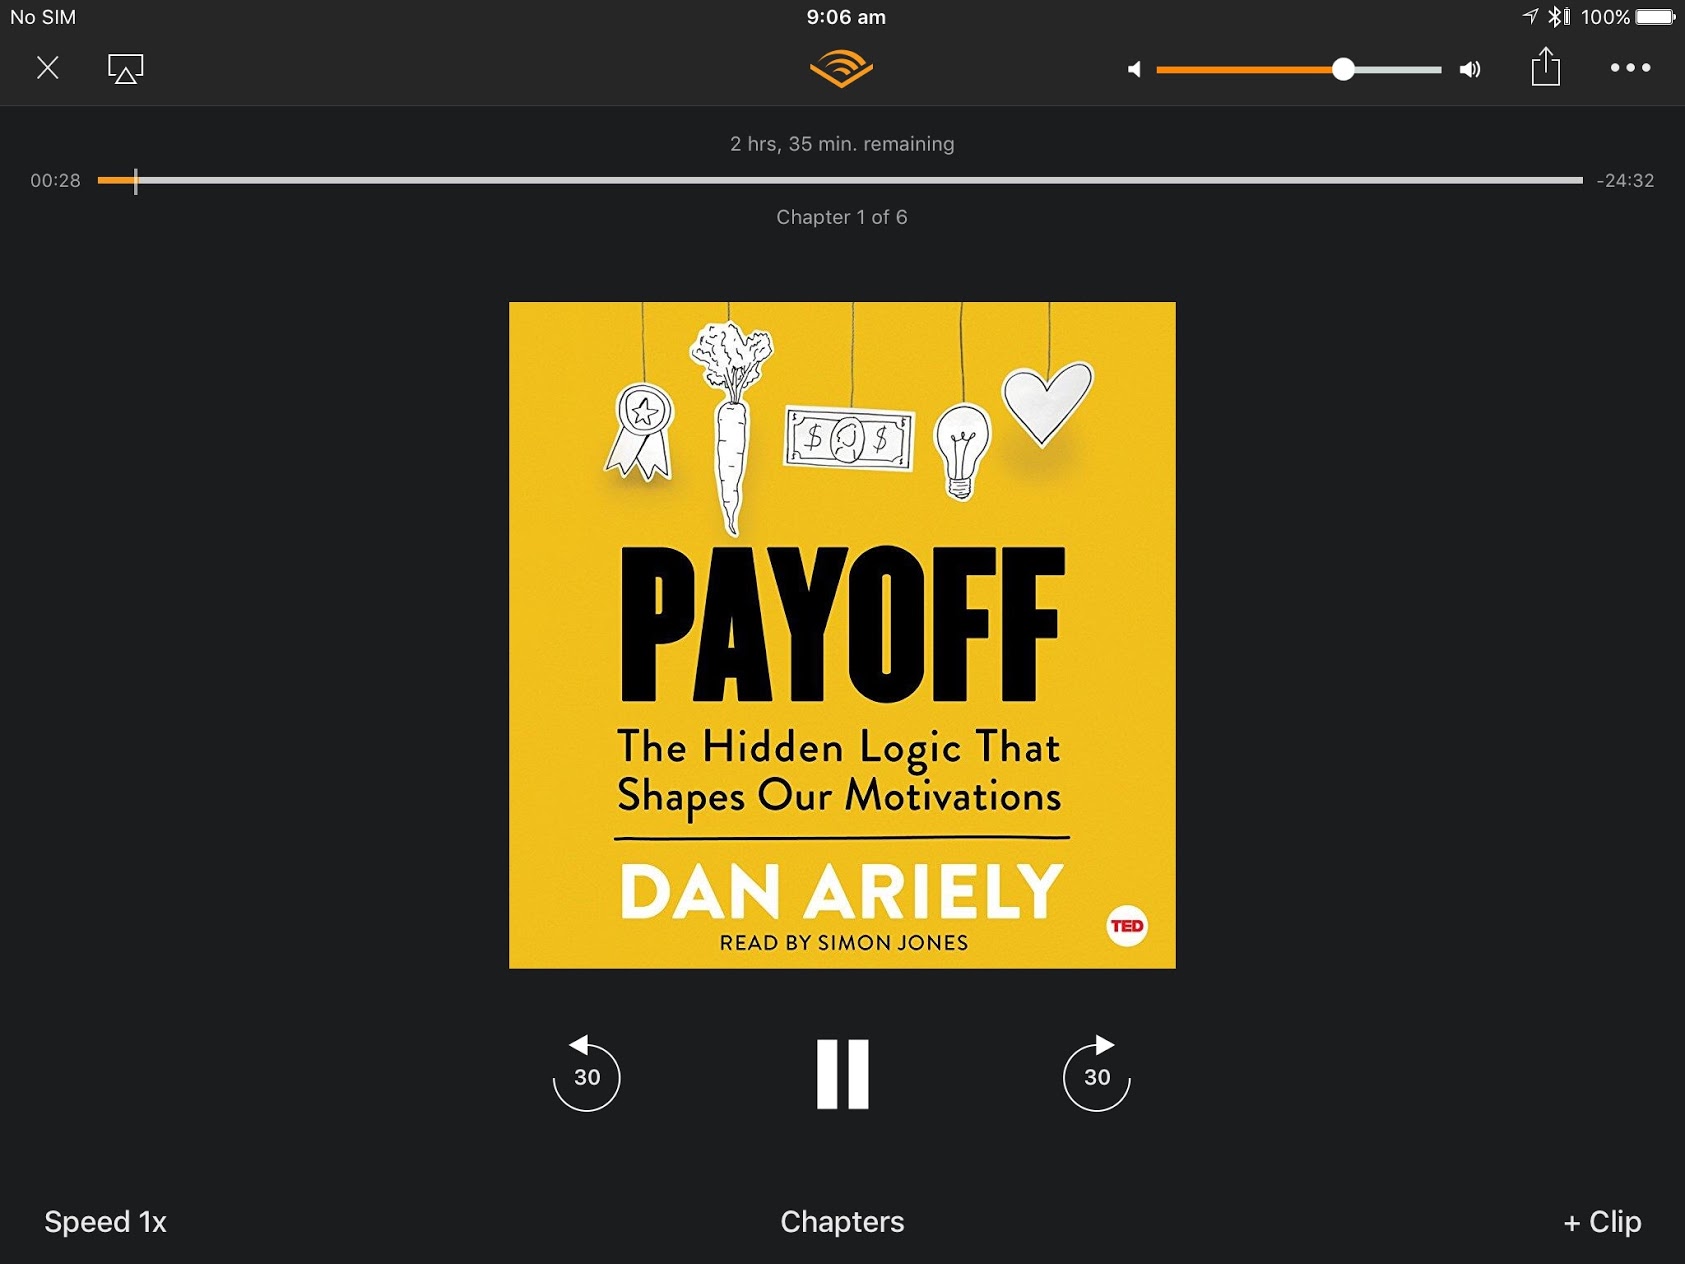 No SIM
9:06 am
100%
2 hrs, 35 min. remaining
00:28
-24:32
Chapter 1 of 6
$ $
PAYOFF
The Hidden Logic That
Shapes Our Motivations
DAN ARIELY
READ BY SIMON JONES
TED
30
30
Speed 1x
Chapters
+ Clip